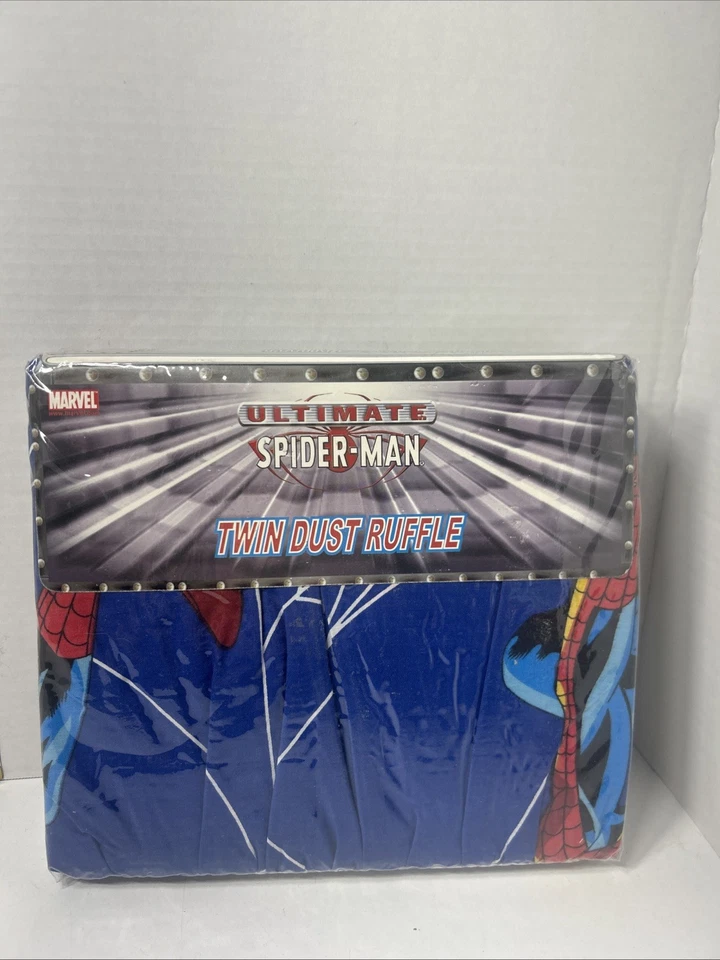 MARVEL
ULTIMATE
SPIDER-MAN
TWIN DUST RUFFLE